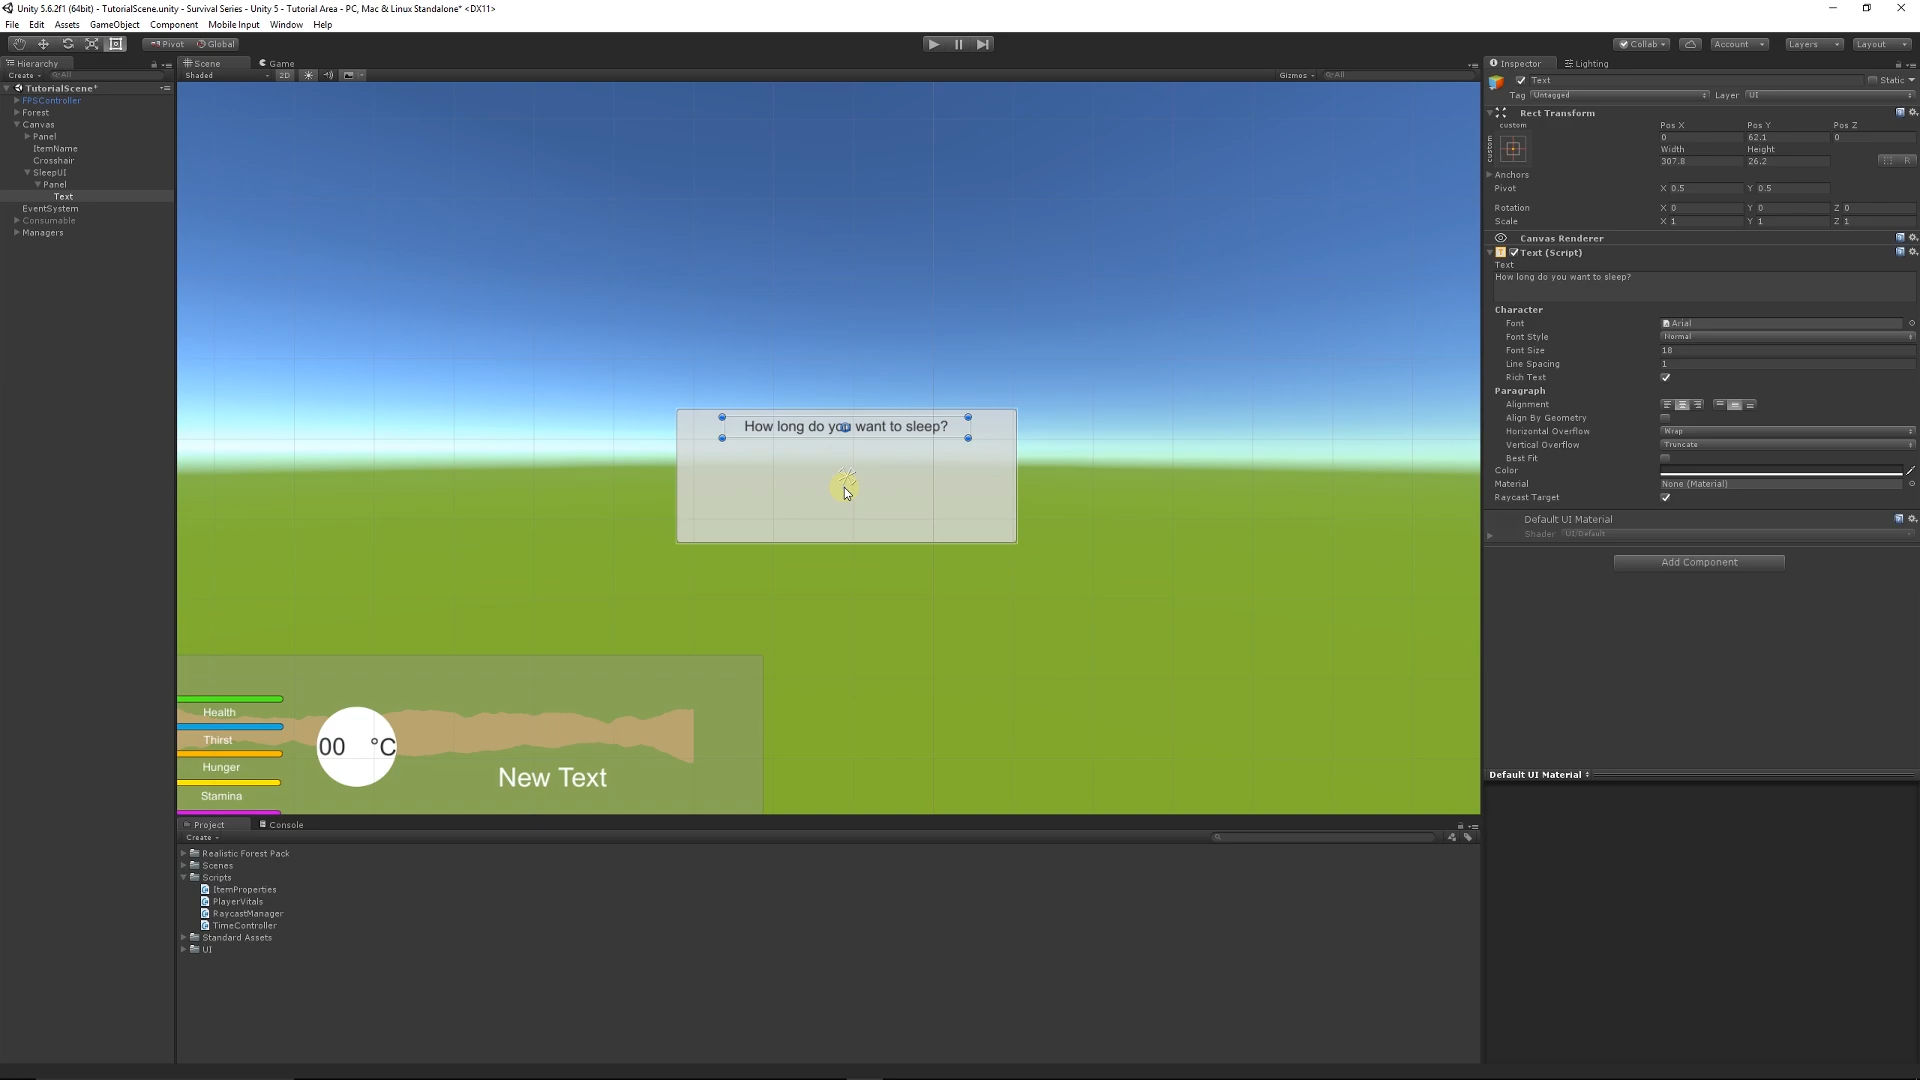 Unity 5.6.2f1 (64bit) - TutorialScene.unity - Survival Series - Unity 5 - Tutorial Area - PC, Mac & Linux Standalone* <DX11>
File Edit Assets GameObject Component Mobile Input Window Help
Pivot Global Collab Account Layers Layout
Hierarchy
Create All
TutorialScene*
FPSController
Forest
Canvas
Panel
ItemName
Crosshair
SleepUI
Panel
Text
EventSystem
Consumable
Managers
Scene Game
Shaded 2D Gizmos All
How long do you want to sleep?
Health
Thirst
Hunger
Stamina
00 °C
New Text
Project Console
Create
Realistic Forest Pack
Scenes
Scripts
ItemProperties
PlayerVitals
RaycastManager
TimeController
Standard Assets
UI
Inspector Lighting
Text Static
Tag Untagged Layer UI
Rect Transform
custom Pos X Pos Y Pos Z
custom 0 62.1 0
Width Height
307.8 26.2 R
Anchors
Pivot X 0.5 Y 0.5
Rotation X 0 Y 0 Z 0
Scale X 1 Y 1 Z 1
Canvas Renderer
Text (Script)
Text
How long do you want to sleep?
Character
Font Arial
Font Style Normal
Font Size 18
Line Spacing 1
Rich Text
Paragraph
Alignment
Align By Geometry
Horizontal Overflow Wrap
Vertical Overflow Truncate
Best Fit
Color
Material None (Material)
Raycast Target
Default UI Material
Shader UI/Default
Add Component
Default UI Material